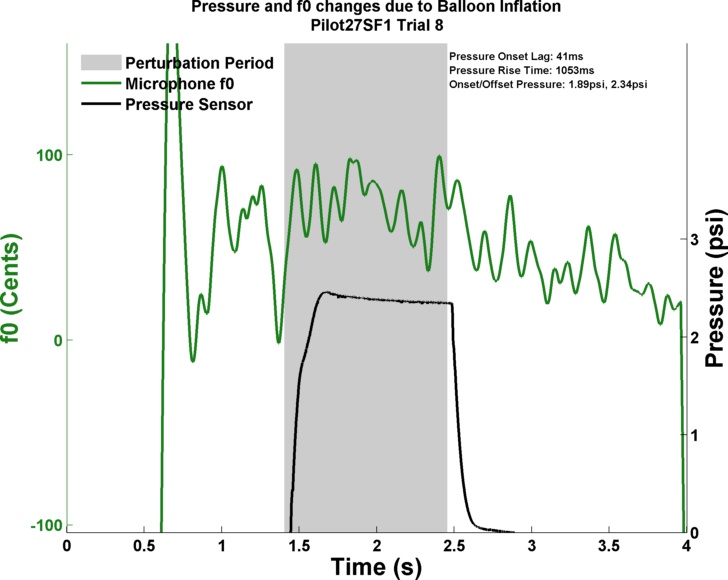 Pressure and f0 changes due to Balloon Inflation
Pilot27SF1 Trial 8
Perturbation Period
Microphone f0
Pressure Sensor
Pressure Onset Lag: 41ms
Pressure Rise Time: 1053ms
Onset/Offset Pressure: 1.89psi, 2.34psi
f0 (Cents)
100
0
-100
Pressure (psi)
3
2
1
0
0 0.5 1 1.5 2 2.5 3 3.5 4
Time (s)